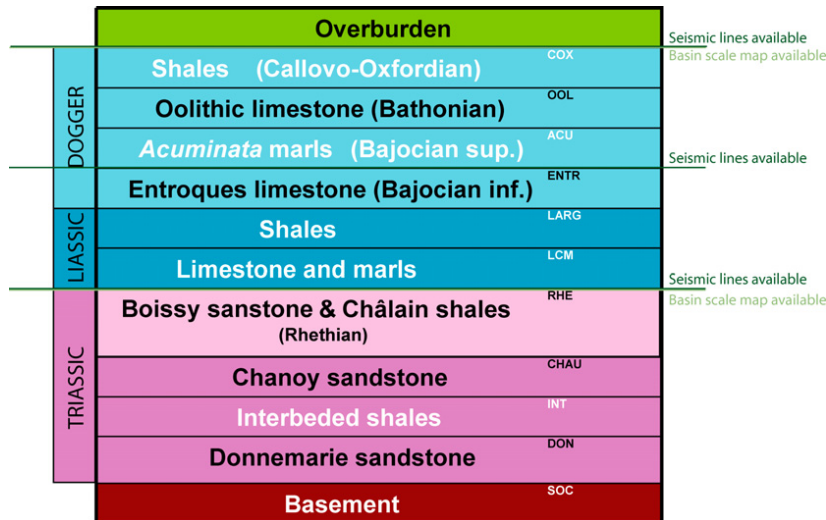 Overburden
Seismic lines available
Basin scale map available
DOGGER
Shales (Callovo-Oxfordian) COX
Oolithic limestone (Bathonian) OOL
Acuminata marls (Bajocian sup.) ACU
Seismic lines available
Entroques limestone (Bajocian inf.) ENTR
LIASSIC
Shales LARG
Limestone and marls LCM
Seismic lines available
Basin scale map available
TRIASSIC
Boissy sanstone & Châlain shales RHE
(Rhethian)
Chanoy sandstone CHAU
Interbeded shales INT
Donnemarie sandstone DON
Basement SOC